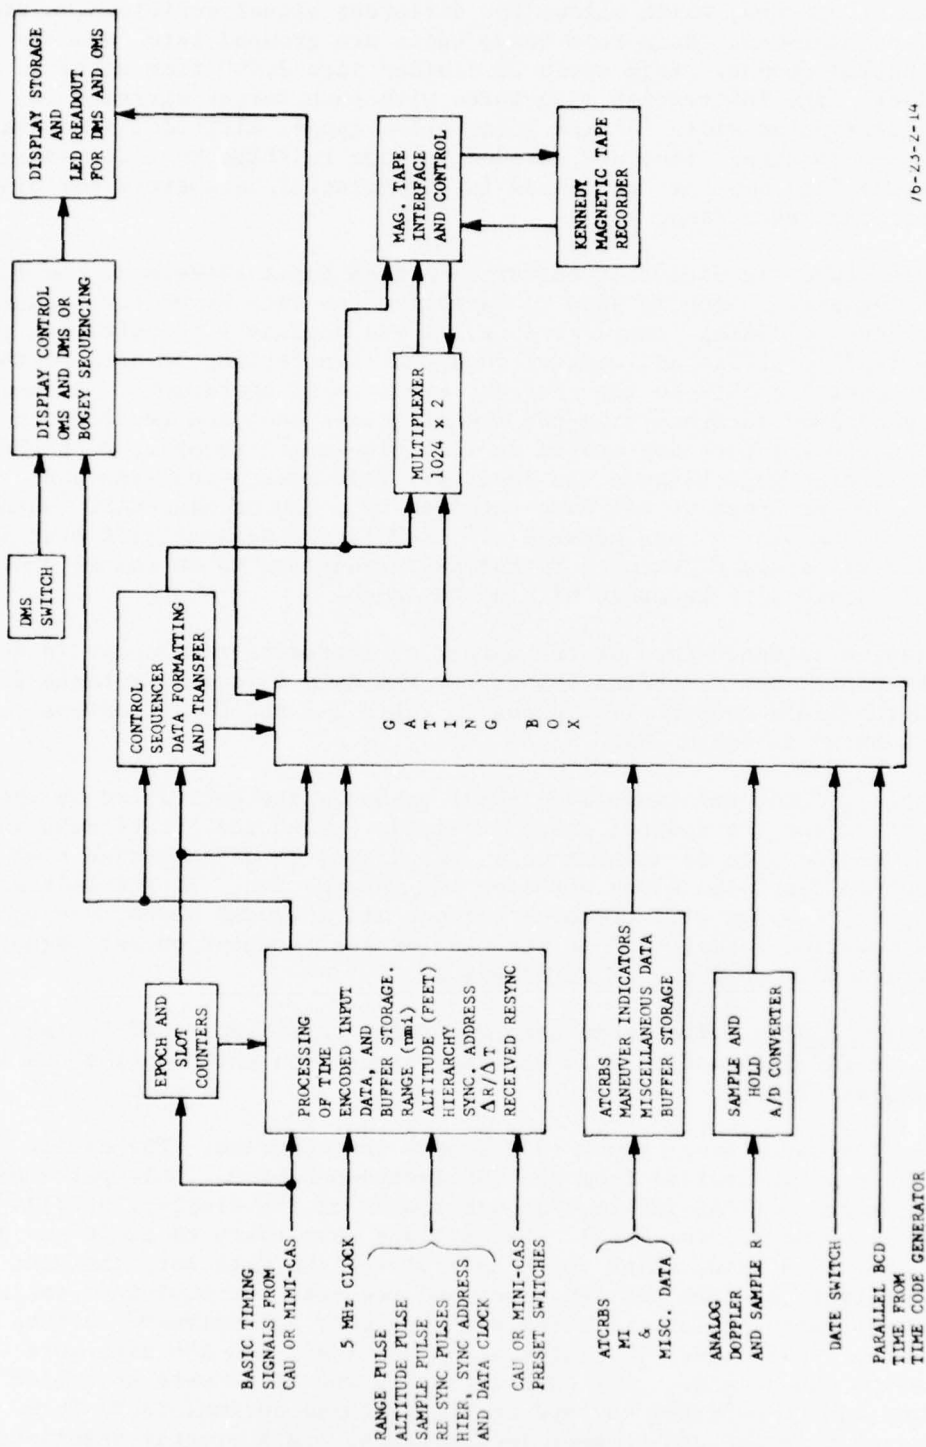 DISPLAY STORAGE
AND
LED READOUT
FOR DMS AND OMS
DISPLAY CONTROL
OMS AND DMS OR
BOGEY SEQUENCING
DMS
SWITCH
MAG. TAPE
INTERFACE
AND CONTROL
KENNEDY
MAGNETIC TAPE
RECORDER
MULTIPLEXER
1024 x 2
CONTROL
SEQUENCER
DATA FORMATTING
AND TRANSFER
GATING BOX
EPOCH AND
SLOT
COUNTERS
PROCESSING
OF TIME
ENCODED INPUT
DATA, AND
BUFFER STORAGE.
RANGE (nmi)
ALTITUDE (FEET)
HIERARCHY
SYNC, ADDRESS
ΔR/ΔT
RECEIVED RESYNC
ATCRBS
MANEUVER INDICATORS
MISCELLANEOUS DATA
BUFFER STORAGE
SAMPLE AND
HOLD
A/D CONVERTER
BASIC TIMING
SIGNALS FROM
CAU OR MIMI-CAS
5 MHz CLOCK
RANGE PULSE
ALTITUDE PULSE
SAMPLE PULSE
RE SYNC PULSES
HIER, SYNC ADDRESS
AND DATA CLOCK
CAU OR MINI-CAS
PRESET SWITCHES
ATCRBS
MI
&
MISC. DATA
ANALOG
DOPPLER
AND SAMPLE R
DATE SWITCH
PARALLEL BCD
TIME FROM
TIME CODE GENERATOR
76-23-2-14